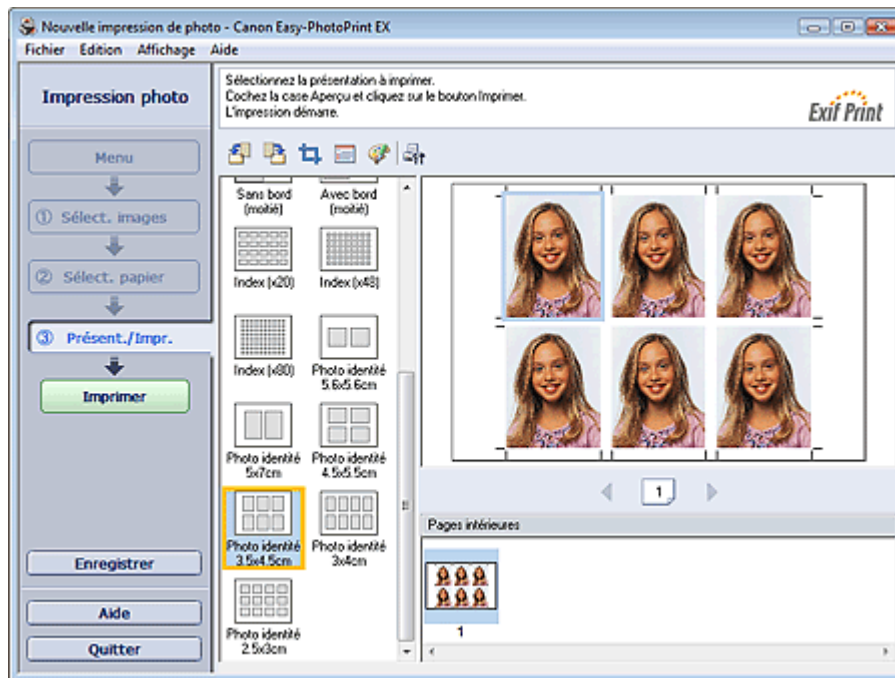 Nouvelle impression de photo - Canon Easy-PhotoPrint EX
Fichier Edition Affichage Aide
Impression photo
Sélectionnez la présentation à imprimer.
Cochez la case Aperçu et cliquez sur le bouton Imprimer.
L'impression démarre.
Exif Print
Menu
① Sélect. images
② Sélect. papier
③ Présent./Impr.
Imprimer
Enregistrer
Aide
Quitter
Sans bord
(moitié)
Avec bord
(moitié)
Index (x20)
Index (x48)
Index (x80)
Photo identité
5.6x5.6cm
Photo identité
5x7cm
Photo identité
4.5x5.5cm
Photo identité
3.5x4.5cm
Photo identité
3x4cm
Photo identité
2.5x3cm
1
Pages intérieures
1